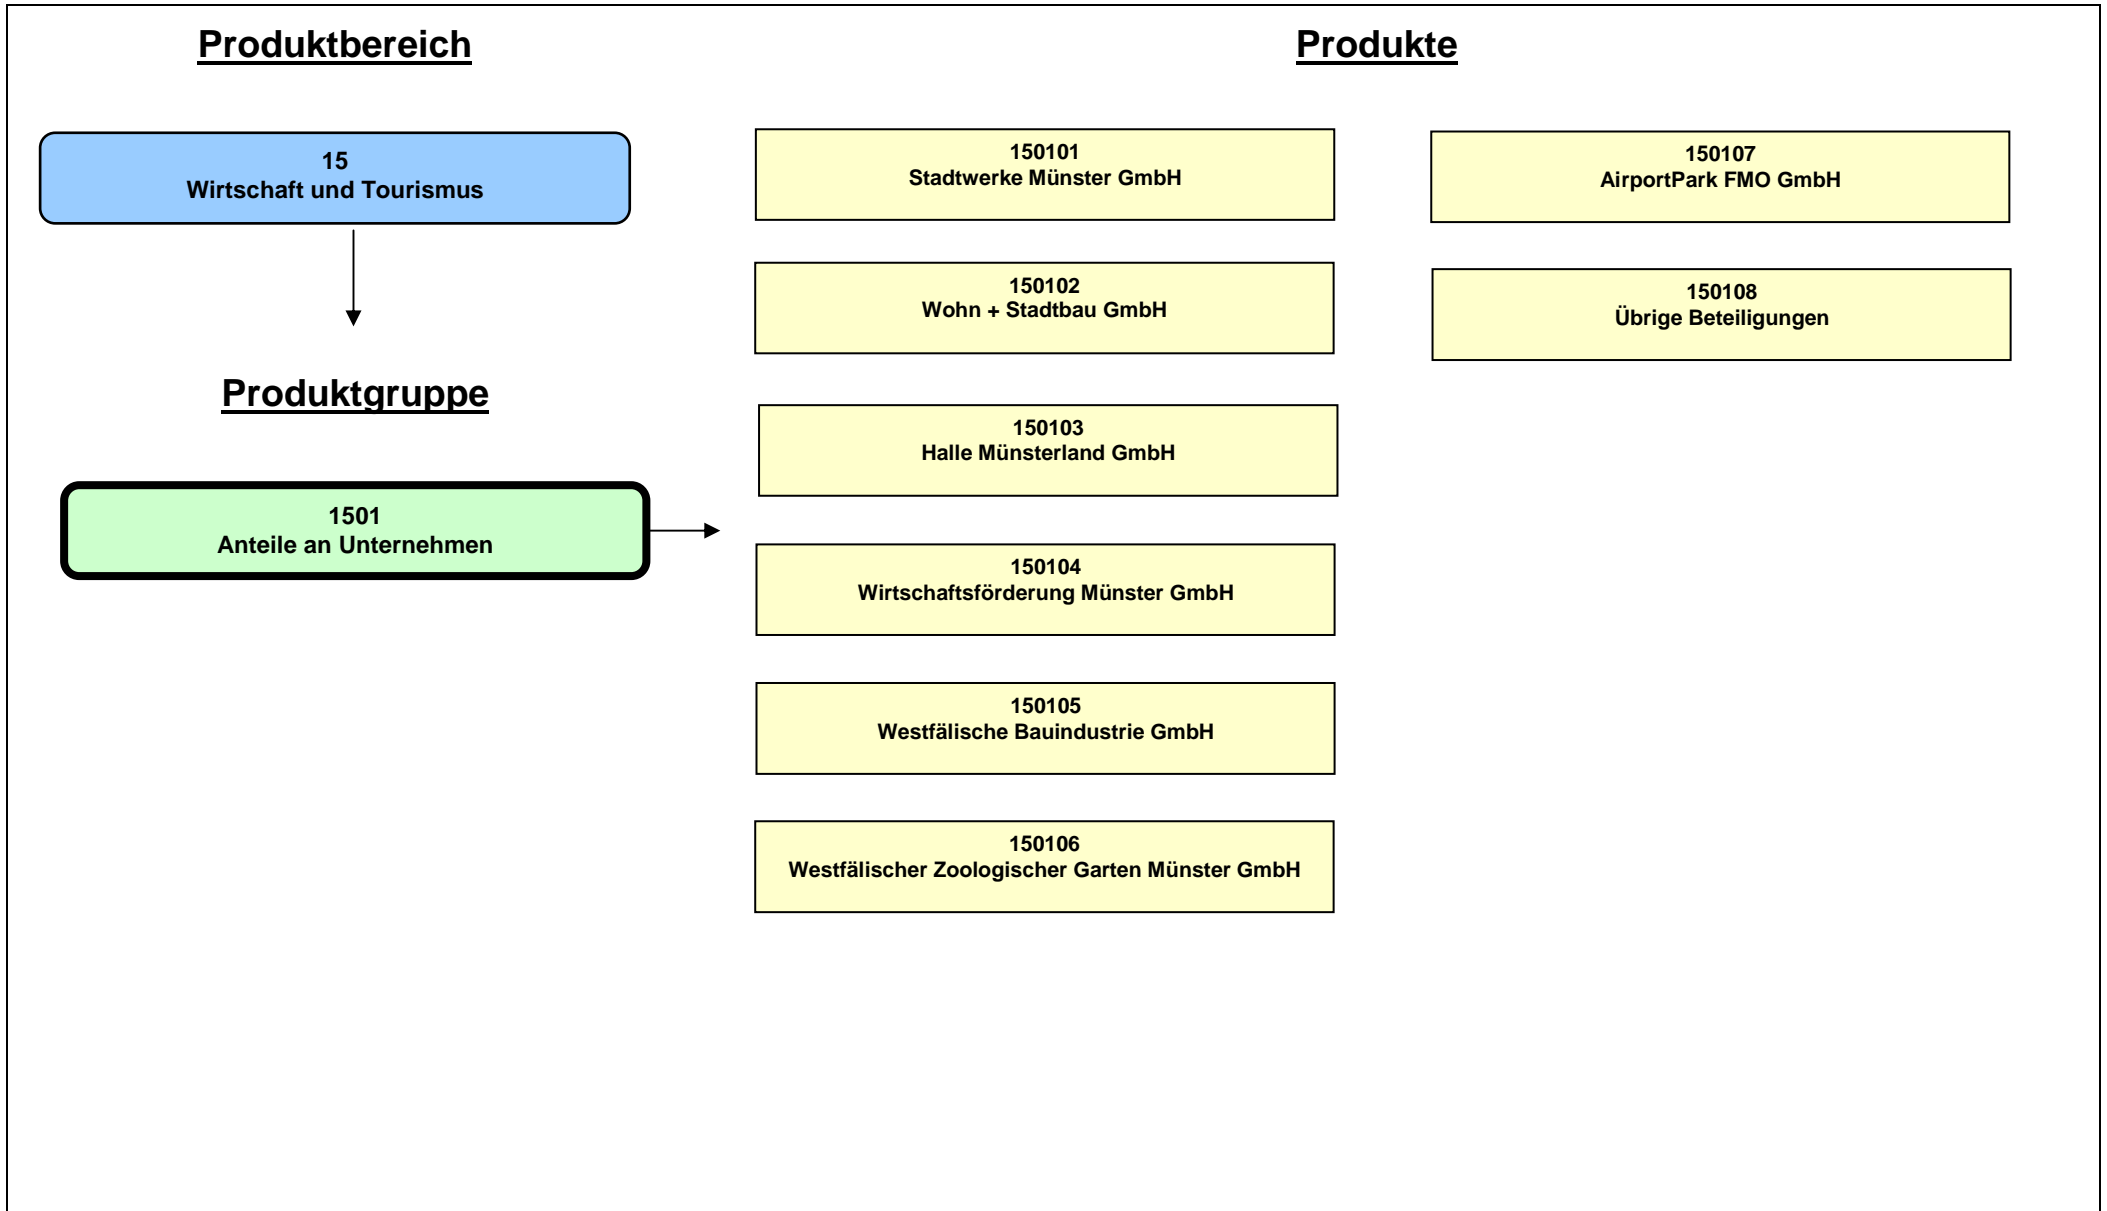 Produktbereich
15
Wirtschaft und Tourismus
Produktgruppe
1501
Anteile an Unternehmen
Produkte
150101
Stadtwerke Münster GmbH
150102
Wohn + Stadtbau GmbH
150103
Halle Münsterland GmbH
150104
Wirtschaftsförderung Münster GmbH
150105
Westfälische Bauindustrie GmbH
150106
Westfälischer Zoologischer Garten Münster GmbH
150107
AirportPark FMO GmbH
150108
Übrige Beteiligungen